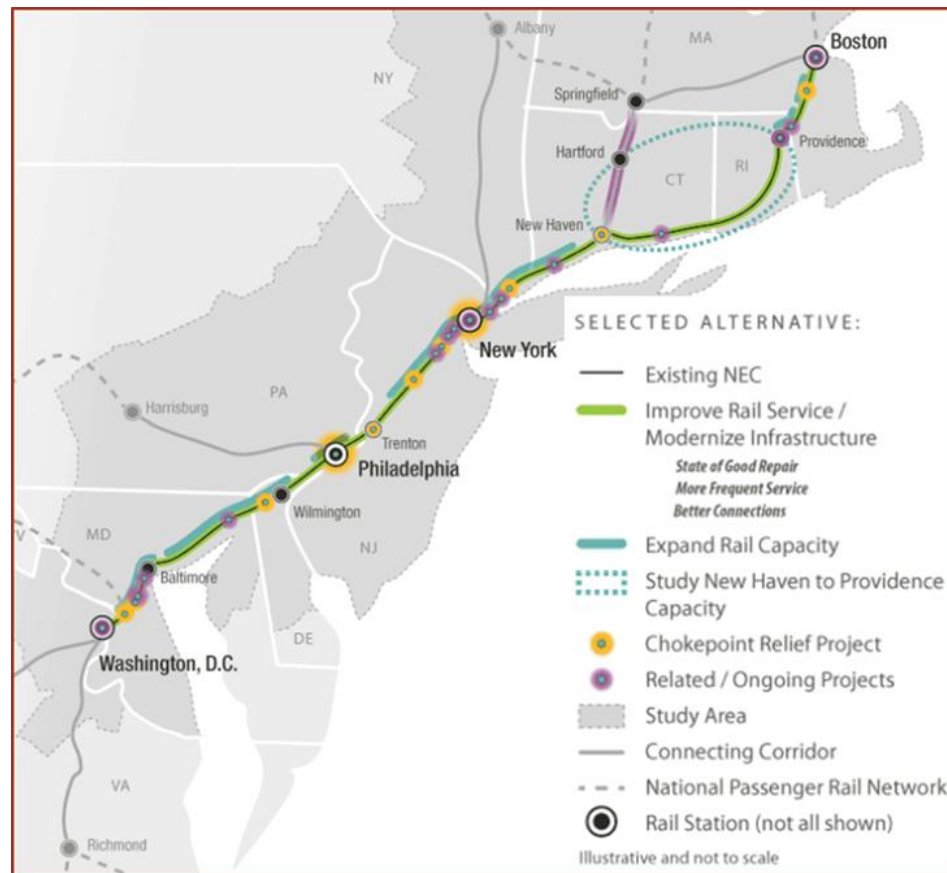 Albany
MA
Boston
NY
Springfield
Hartford
Providence
CT
RI
New Haven
New York
PA
Harrisburg
Trenton
Philadelphia
Wilmington
NJ
MD
V
Baltimore
DE
Washington, D.C.
VA
Richmond
SELECTED ALTERNATIVE:
Existing NEC
Improve Rail Service /
Modernize Infrastructure
State of Good Repair
More Frequent Service
Better Connections
Expand Rail Capacity
Study New Haven to Providence
Capacity
Chokepoint Relief Project
Related / Ongoing Projects
Study Area
Connecting Corridor
National Passenger Rail Network
Rail Station (not all shown)
Illustrative and not to scale